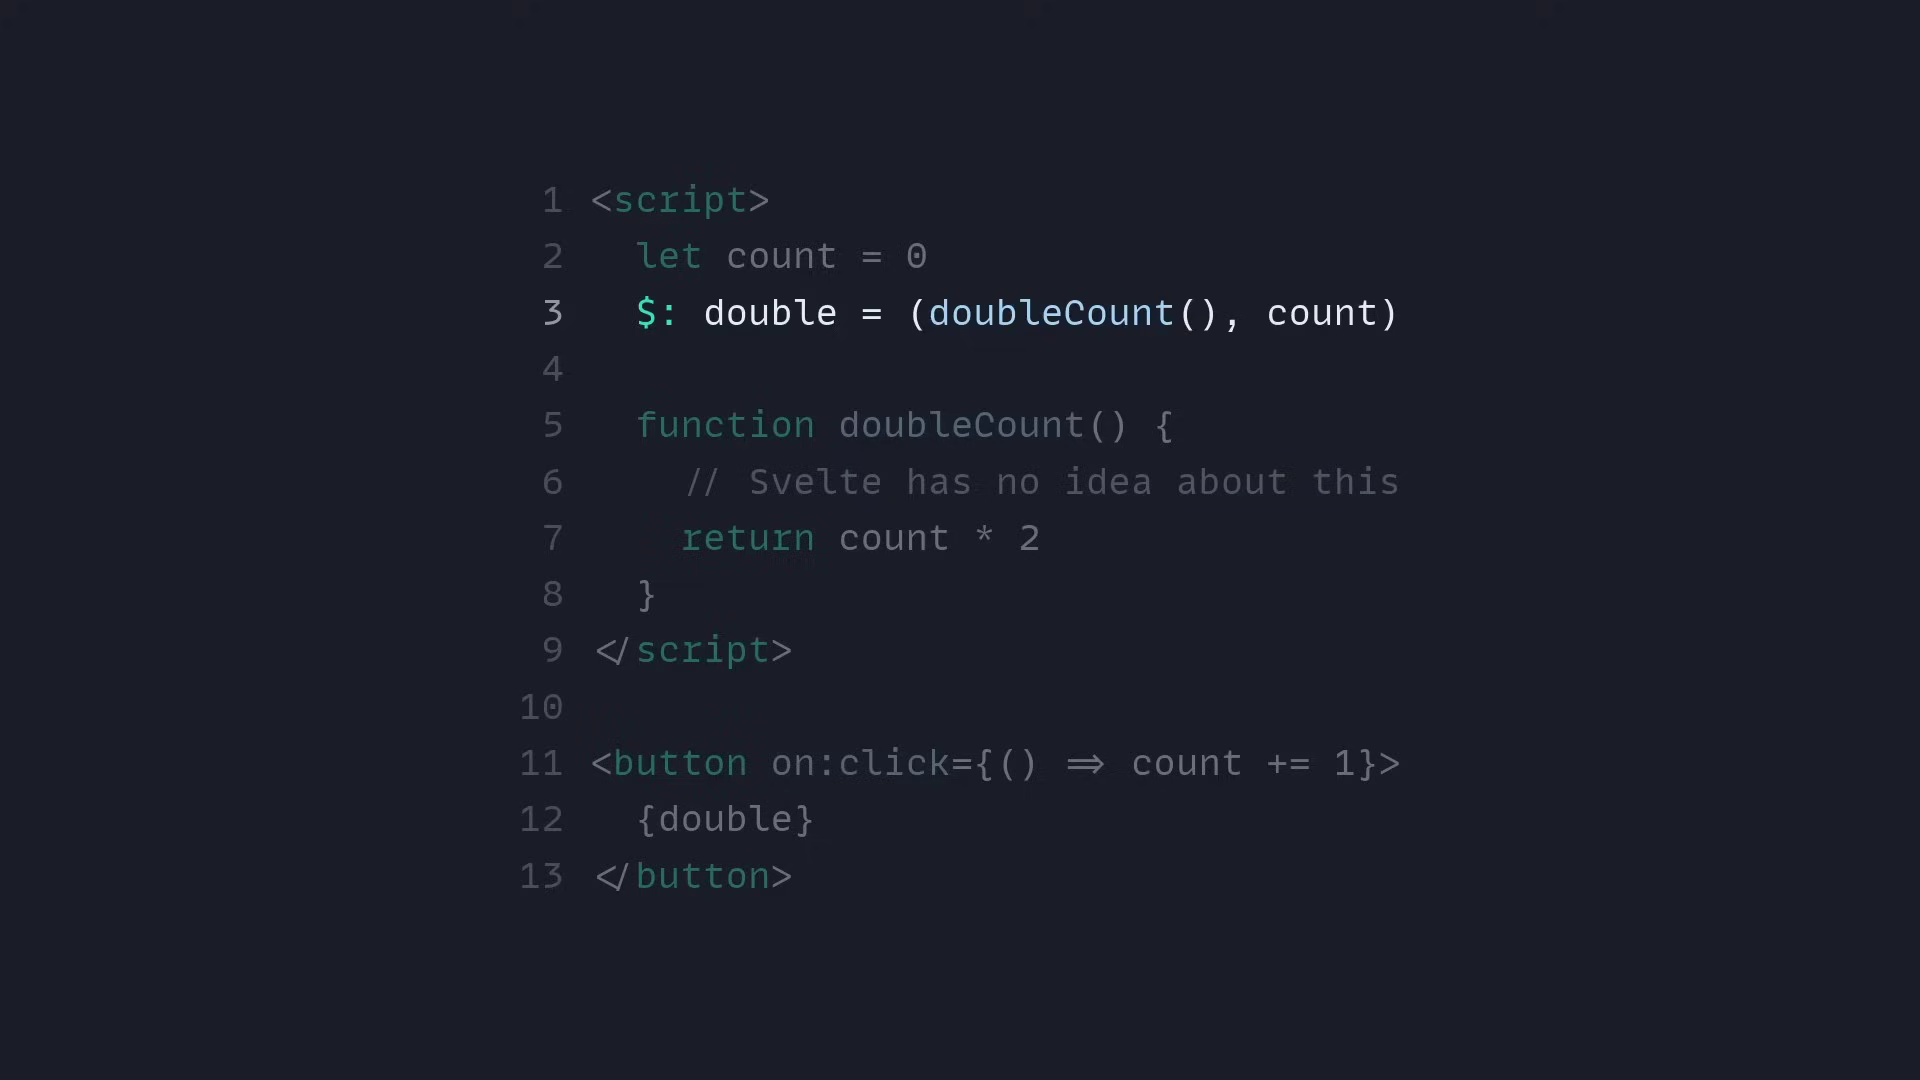 1 <script>
2   let count = 0
3   $: double = (doubleCount(), count)
4
5   function doubleCount() {
6     // Svelte has no idea about this
7     return count * 2
8   }
9 </script>
10
11 <button on:click={() => count += 1}>
12   {double}
13 </button>